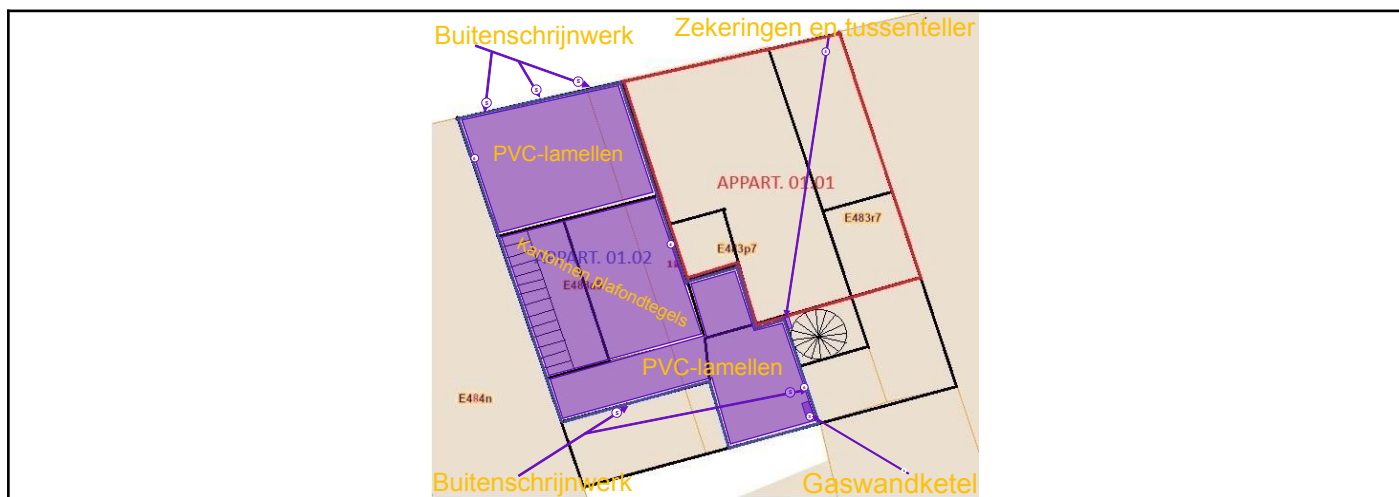 Buitenschrijnwerk
Zekeringen en tussenteller
PVC-lamellen
APPART. 01.01
E483r7
E483p7
APPART. 01.02
Kartonnen plafondtegels
PVC-lamellen
E484n
Buitenschrijnwerk
Gaswandketel